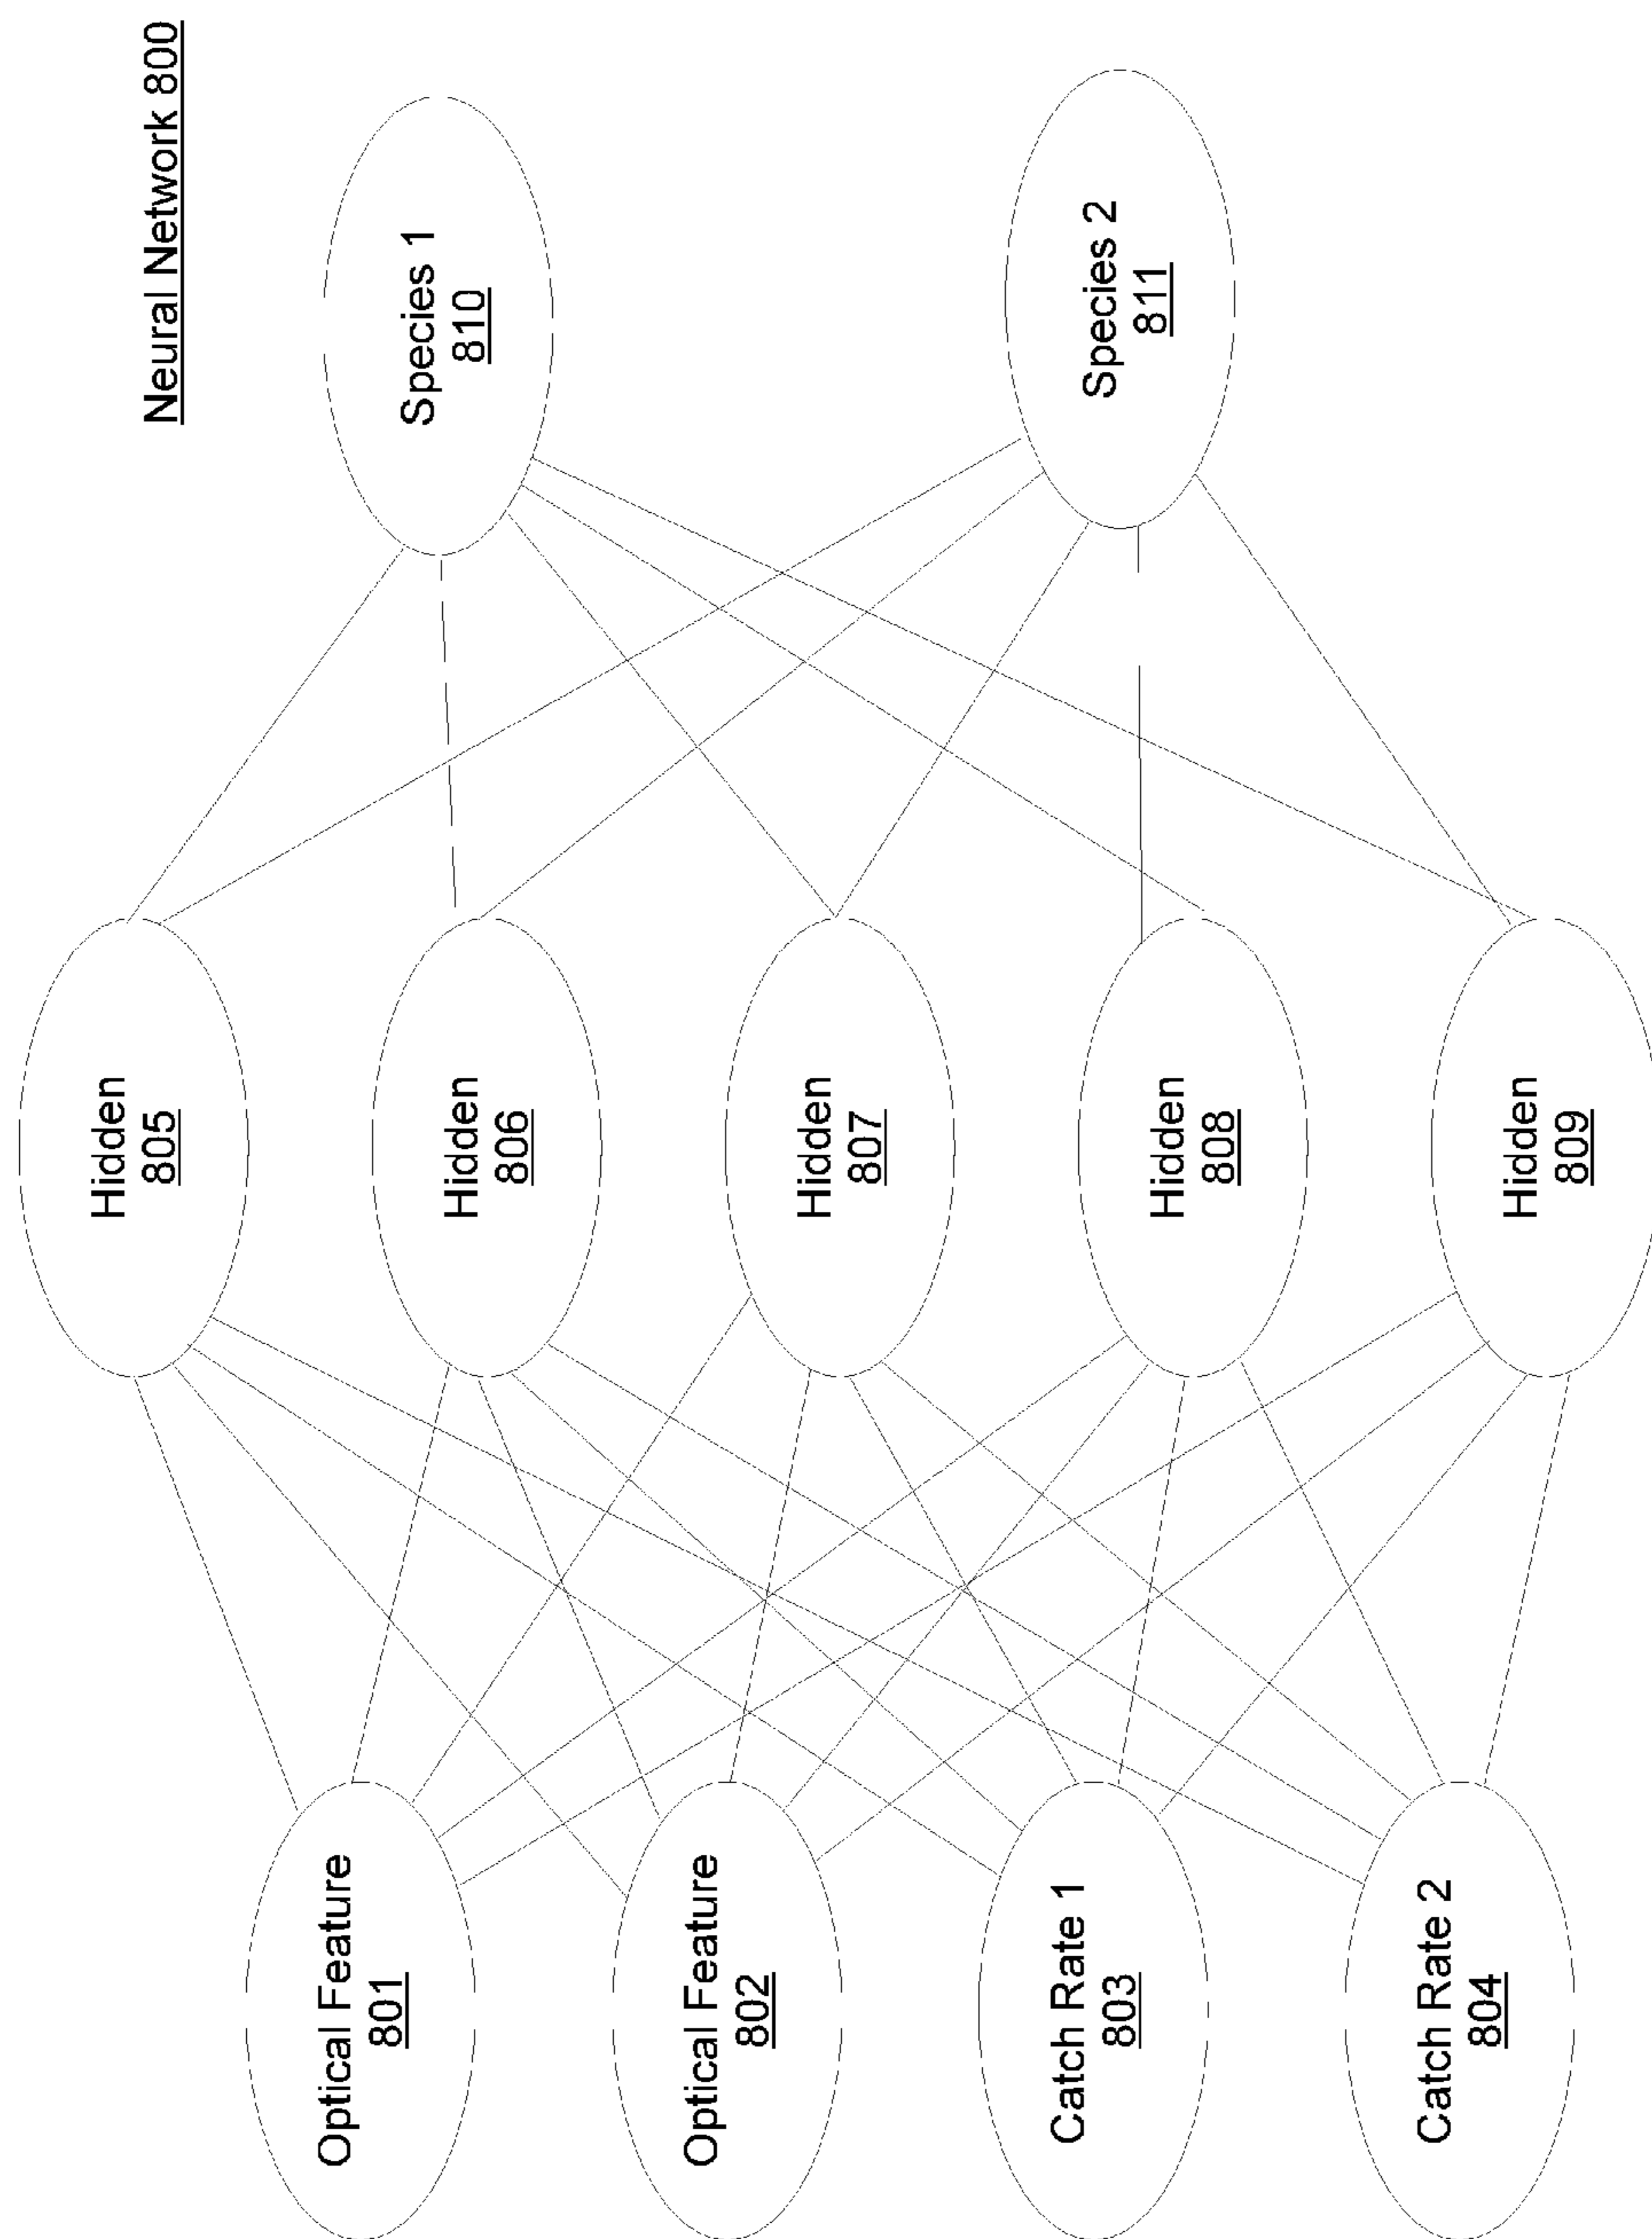 Neural Network 800
Optical Feature
801
Optical Feature
802
Catch Rate 1
803
Catch Rate 2
804
Hidden
805
Hidden
806
Hidden
807
Hidden
808
Hidden
809
Species 1
810
Species 2
811